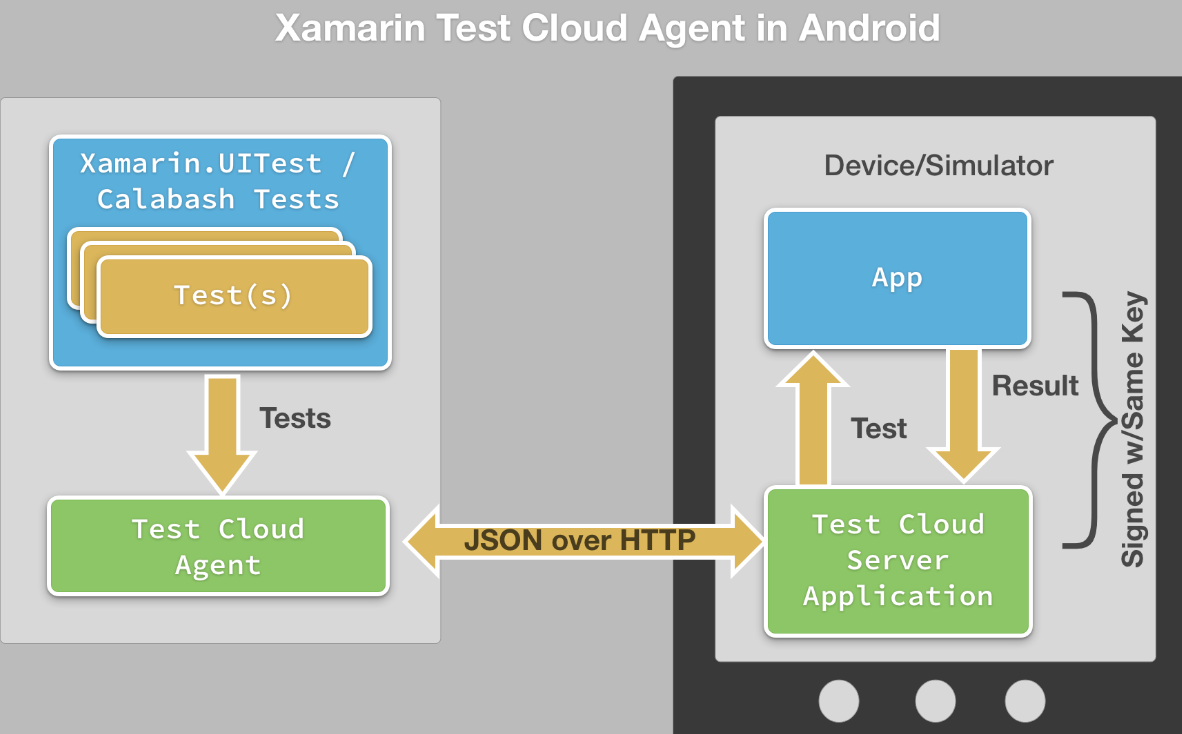 Xamarin Test Cloud Agent in Android
Xamarin.UITest /
Calabash Tests
Test(s)
Tests
Test Cloud
Agent
JSON over HTTP
Device/Simulator
App
Result
Test
Test Cloud
Server
Application
Signed w/Same Key